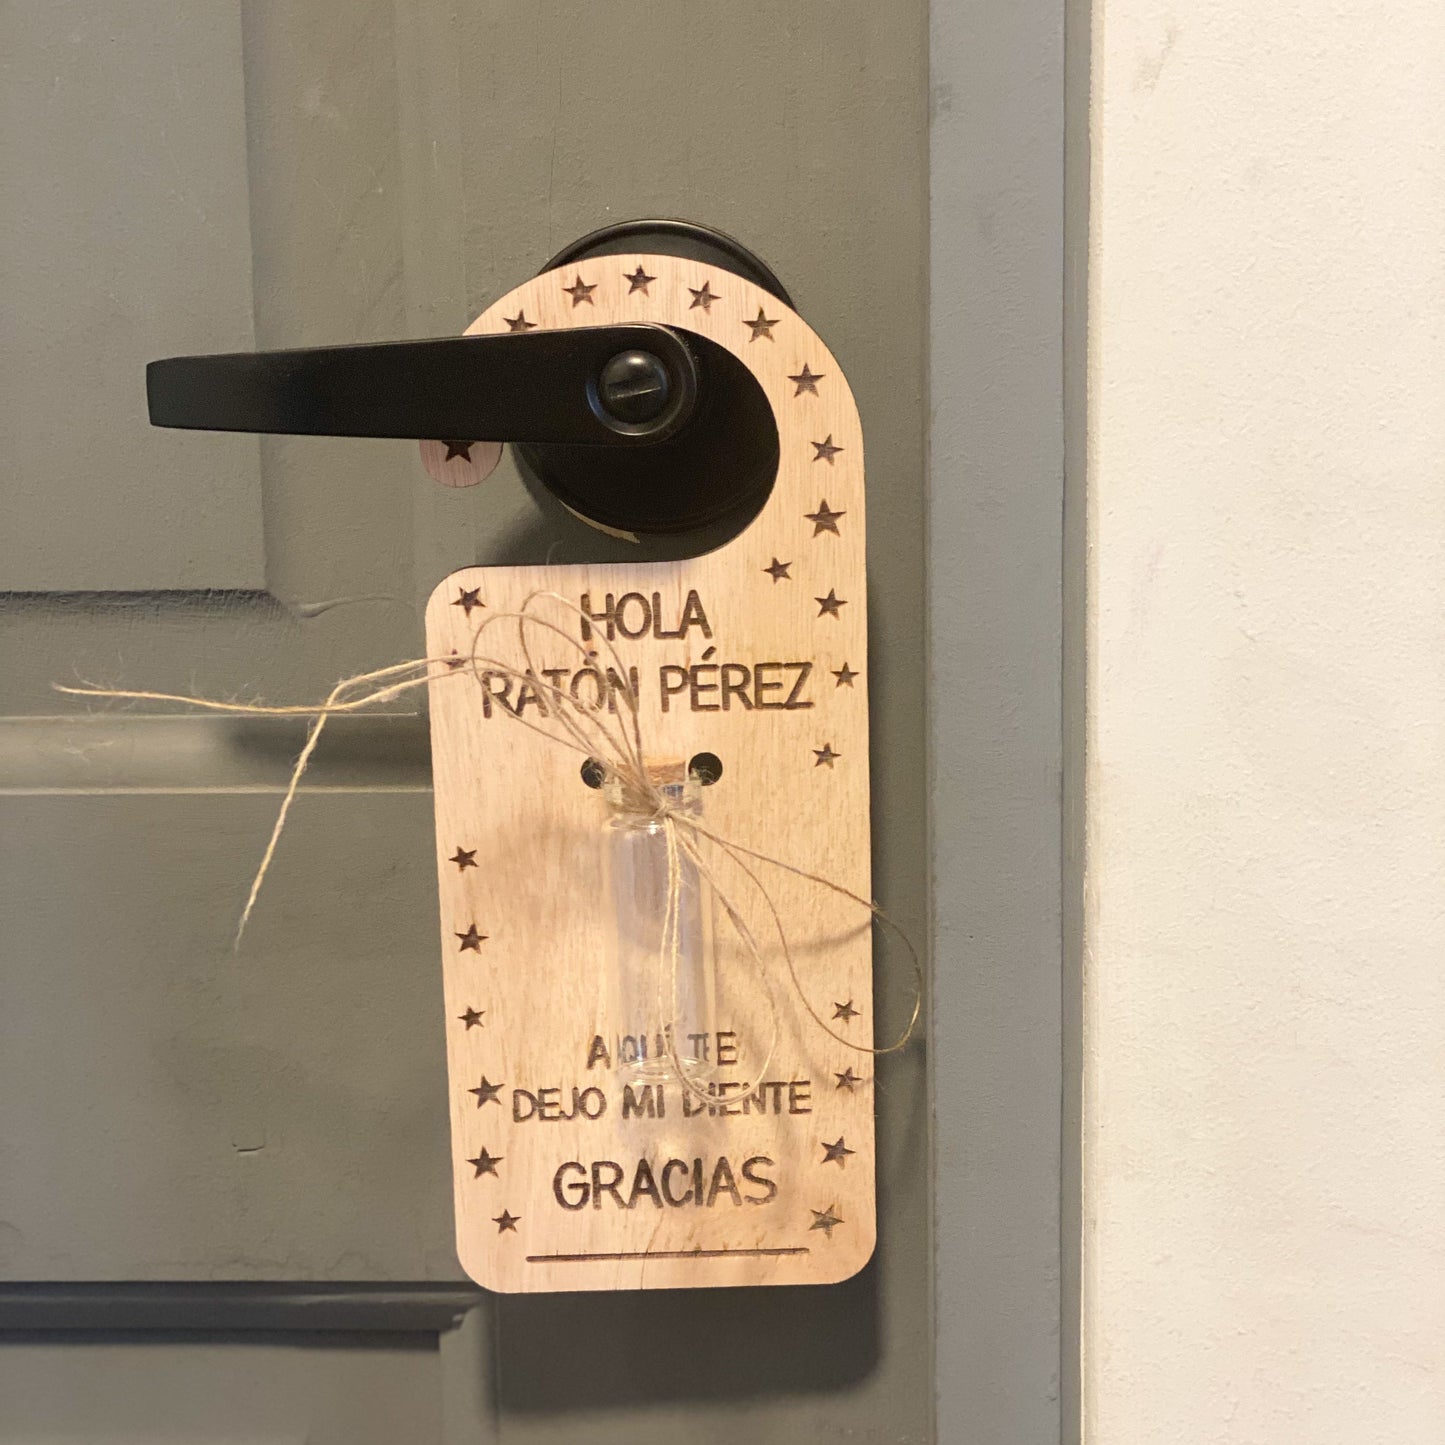 HOLA
RATÓN PÉREZ
AQUÍ TE
DEJO MI DIENTE
GRACIAS